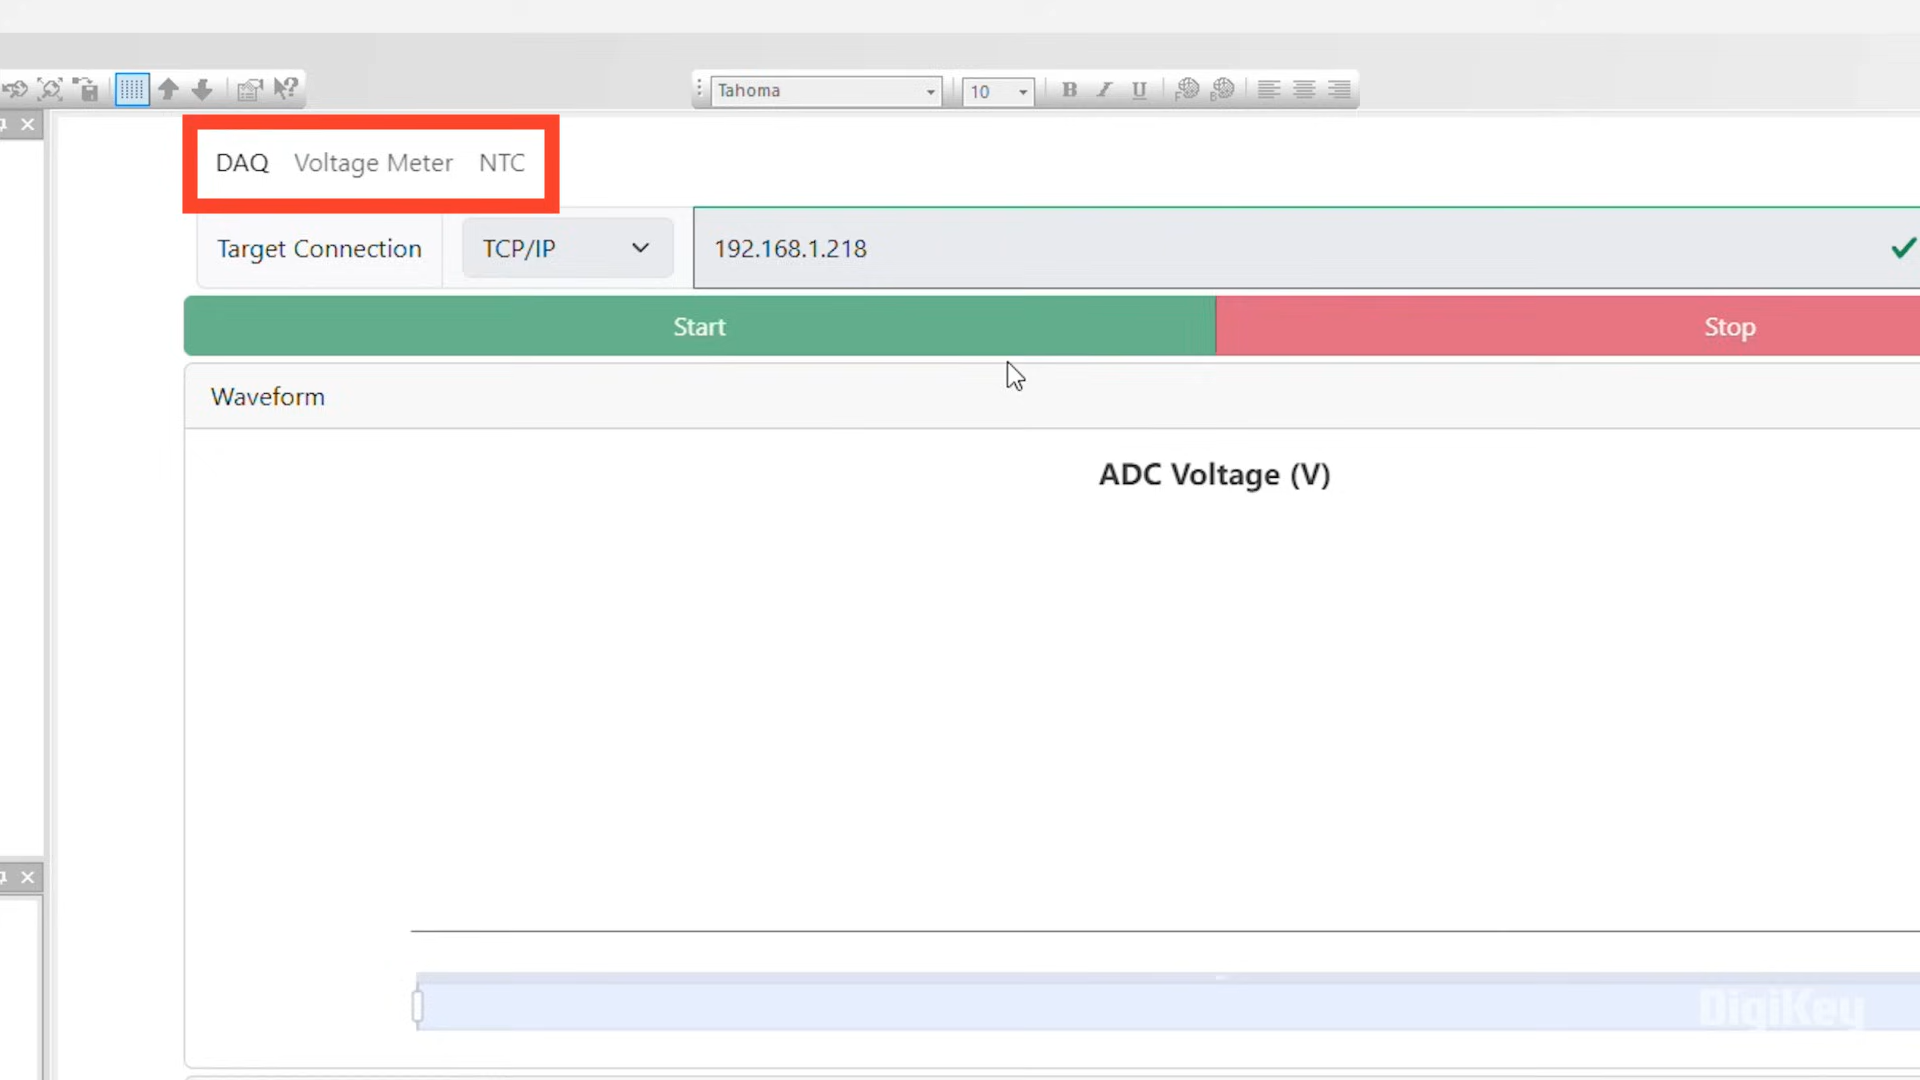 Tahoma 10 B I U
DAQ Voltage Meter NTC
Target Connection TCP/IP 192.168.1.218
Start Stop
Waveform
ADC Voltage (V)
DigiKey